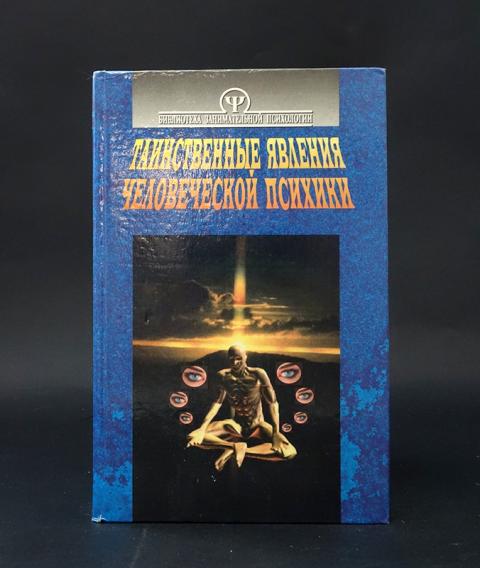 Ψ
БИБЛИОТЕКА ЗАНИМАТЕЛЬНОЙ ПСИХОЛОГИИ
ТАИНСТВЕННЫЕ ЯВЛЕНИЯ
ЧЕЛОВЕЧЕСКОЙ ПСИХИКИ